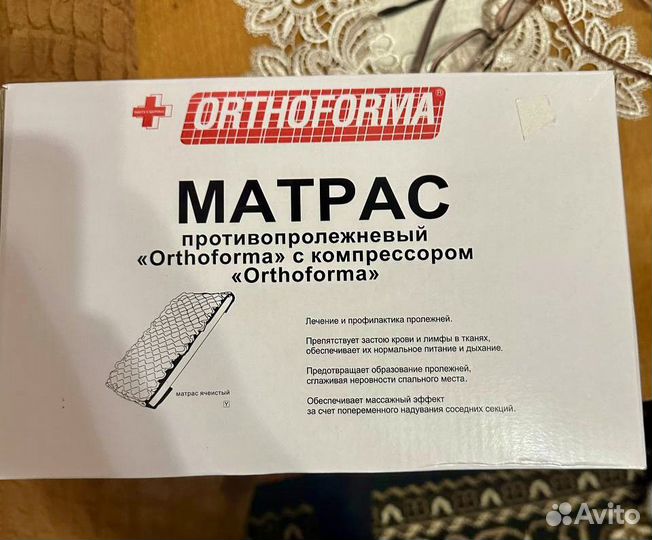 ORTHOFORMA®
МАТРАС
противопролежневый
«Orthoforma» с компрессором
«Orthoforma»
матрас ячеистый
Y
Лечение и профилактика пролежней.
Препятствует застою крови и лимфы в тканях,
обеспечивает их нормальное питание и дыхание.
Предотвращает образование пролежней,
сглаживая неровности спального места.
Обеспечивает массажный эффект
за счет попеременного надувания соседних секций.
Avito